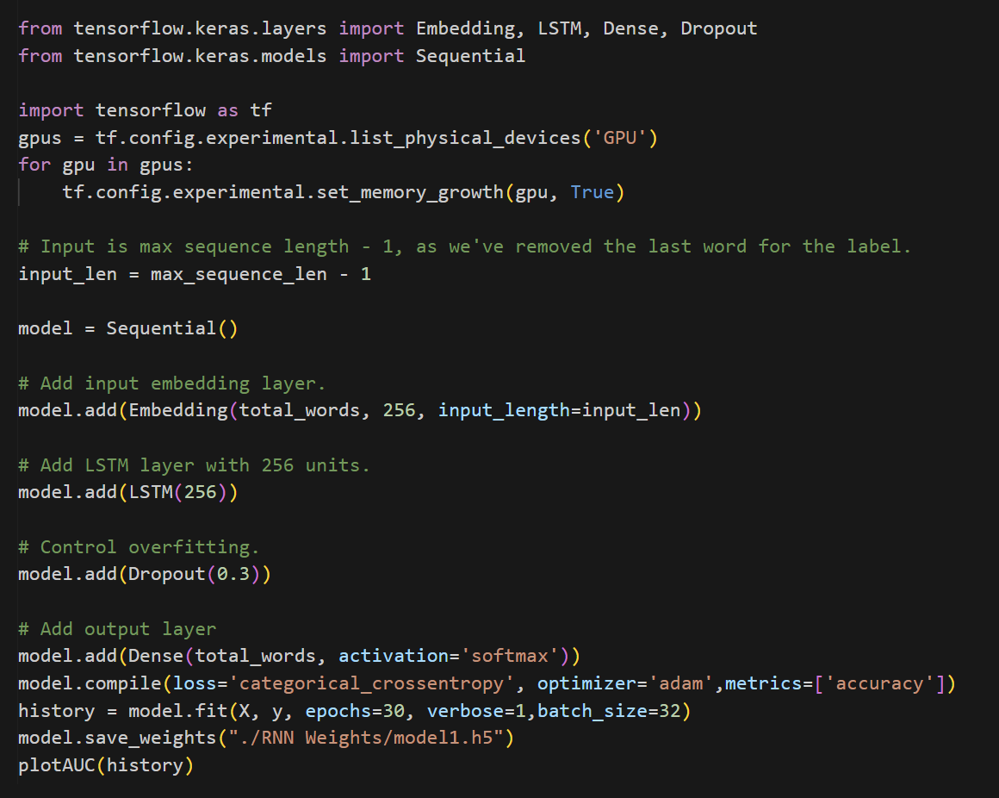 from tensorflow.keras.layers import Embedding, LSTM, Dense, Dropout
from tensorflow.keras.models import Sequential
import tensorflow as tf
gpus = tf.config.experimental.list_physical_devices('GPU')
for gpu in gpus:
    tf.config.experimental.set_memory_growth(gpu, True)
# Input is max sequence length - 1, as we've removed the last word for the label.
input_len = max_sequence_len - 1
model = Sequential()
# Add input embedding layer.
model.add(Embedding(total_words, 256, input_length=input_len))
# Add LSTM layer with 256 units.
model.add(LSTM(256))
# Control overfitting.
model.add(Dropout(0.3))
# Add output layer
model.add(Dense(total_words, activation='softmax'))
model.compile(loss='categorical_crossentropy', optimizer='adam',metrics=['accuracy'])
history = model.fit(X, y, epochs=30, verbose=1,batch_size=32)
model.save_weights("./RNN Weights/model1.h5")
plotAUC(history)